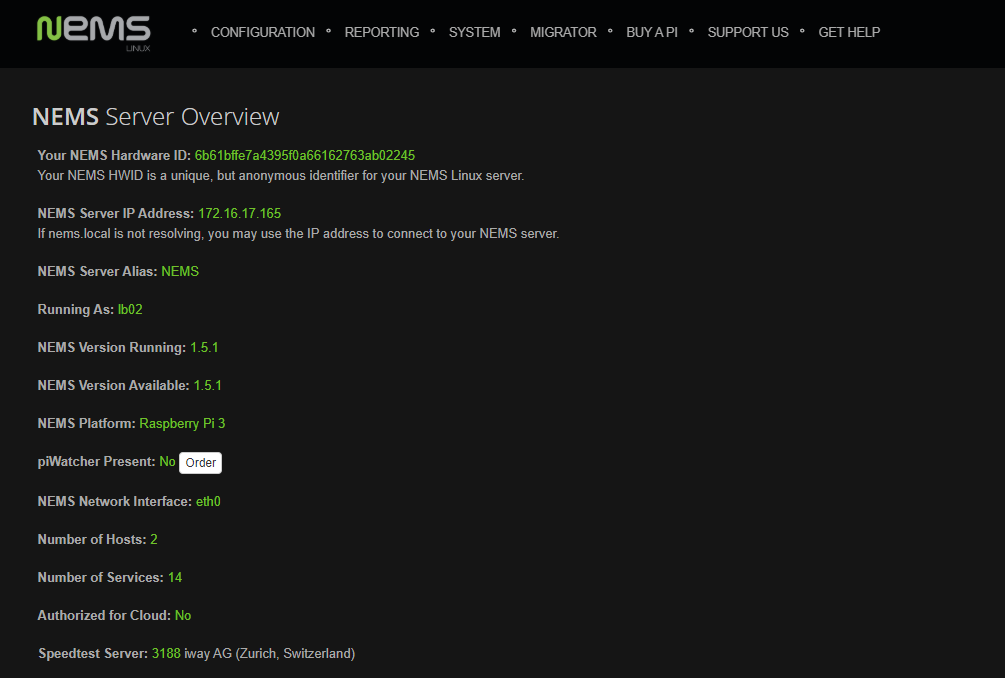 NEMS
LINUX
CONFIGURATION REPORTING SYSTEM MIGRATOR BUY A PI SUPPORT US GET HELP
NEMS Server Overview
Your NEMS Hardware ID: 6b61bffe7a4395f0a66162763ab02245
Your NEMS HWID is a unique, but anonymous identifier for your NEMS Linux server.
NEMS Server IP Address: 172.16.17.165
If nems.local is not resolving, you may use the IP address to connect to your NEMS server.
NEMS Server Alias: NEMS
Running As: lb02
NEMS Version Running: 1.5.1
NEMS Version Available: 1.5.1
NEMS Platform: Raspberry Pi 3
piWatcher Present: No Order
NEMS Network Interface: eth0
Number of Hosts: 2
Number of Services: 14
Authorized for Cloud: No
Speedtest Server: 3188 iway AG (Zurich, Switzerland)